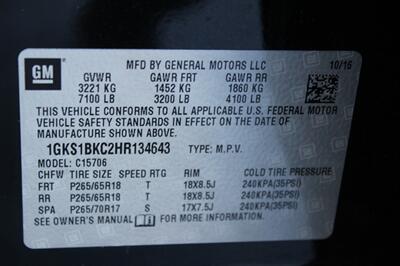 GM
MFD BY GENERAL MOTORS LLC 10/16
GVWR GAWR FRT GAWR RR
3221 KG 1452 KG 1860 KG
7100 LB 3200 LB 4100 LB
THIS VEHICLE CONFORMS TO ALL APPLICABLE U.S. FEDERAL MOTOR
VEHICLE SAFETY STANDARDS IN EFFECT ON THE DATE OF
MANUFACTURE SHOWN ABOVE.
1GKS1BKC2HR134643 TYPE: M.P.V.
MODEL: C15706
CHFW TIRE SIZE SPEED RTG RIM COLD TIRE PRESSURE
FRT P265/65R18 T 18X8.5J 240KPA(35PSI)
RR P265/65R18 T 18X8.5J 240KPA(35PSI)
SPA P265/70R17 S 17X7.5J 240KPA(35PSI)
SEE OWNER'S MANUAL